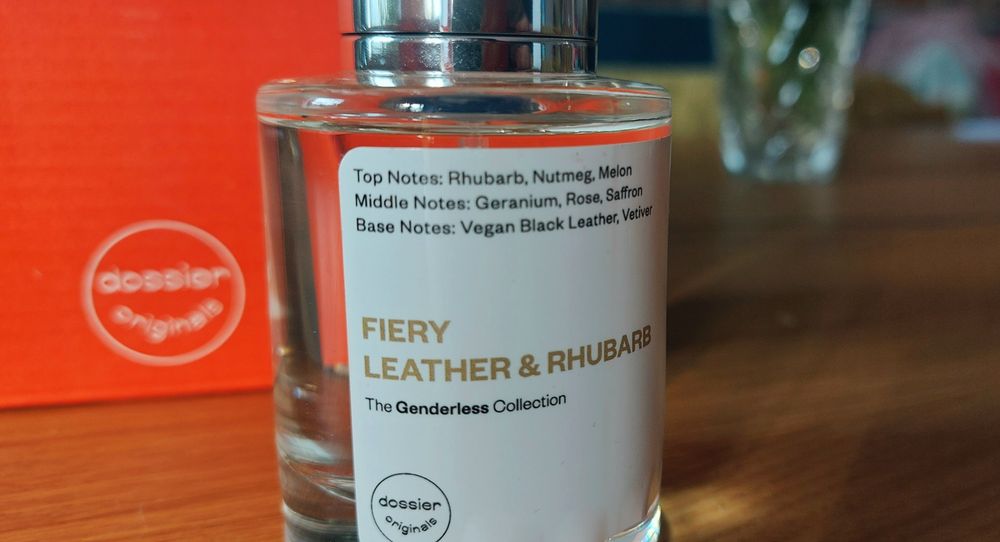 Top Notes: Rhubarb, Nutmeg, Melon
Middle Notes: Geranium, Rose, Saffron
Base Notes: Vegan Black Leather, Vetiver
FIERY
LEATHER & RHUBARB
The Genderless Collection
dossier
originals
dossier
originals